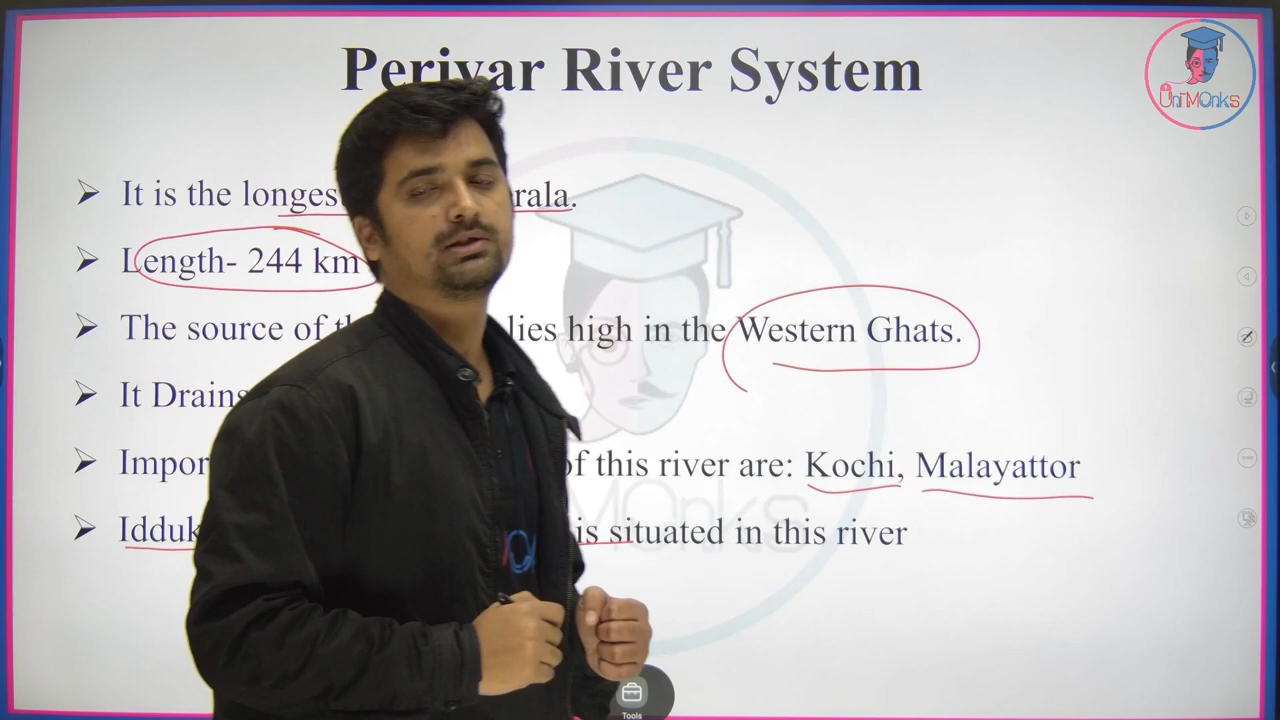 Periyar River System
UniMOnks
It is the longes rala.
Length- 244 km
The source of th lies high in the Western Ghats.
It Drains
Impor of this river are: Kochi, Malayattor
Idduk is situated in this river
Tools